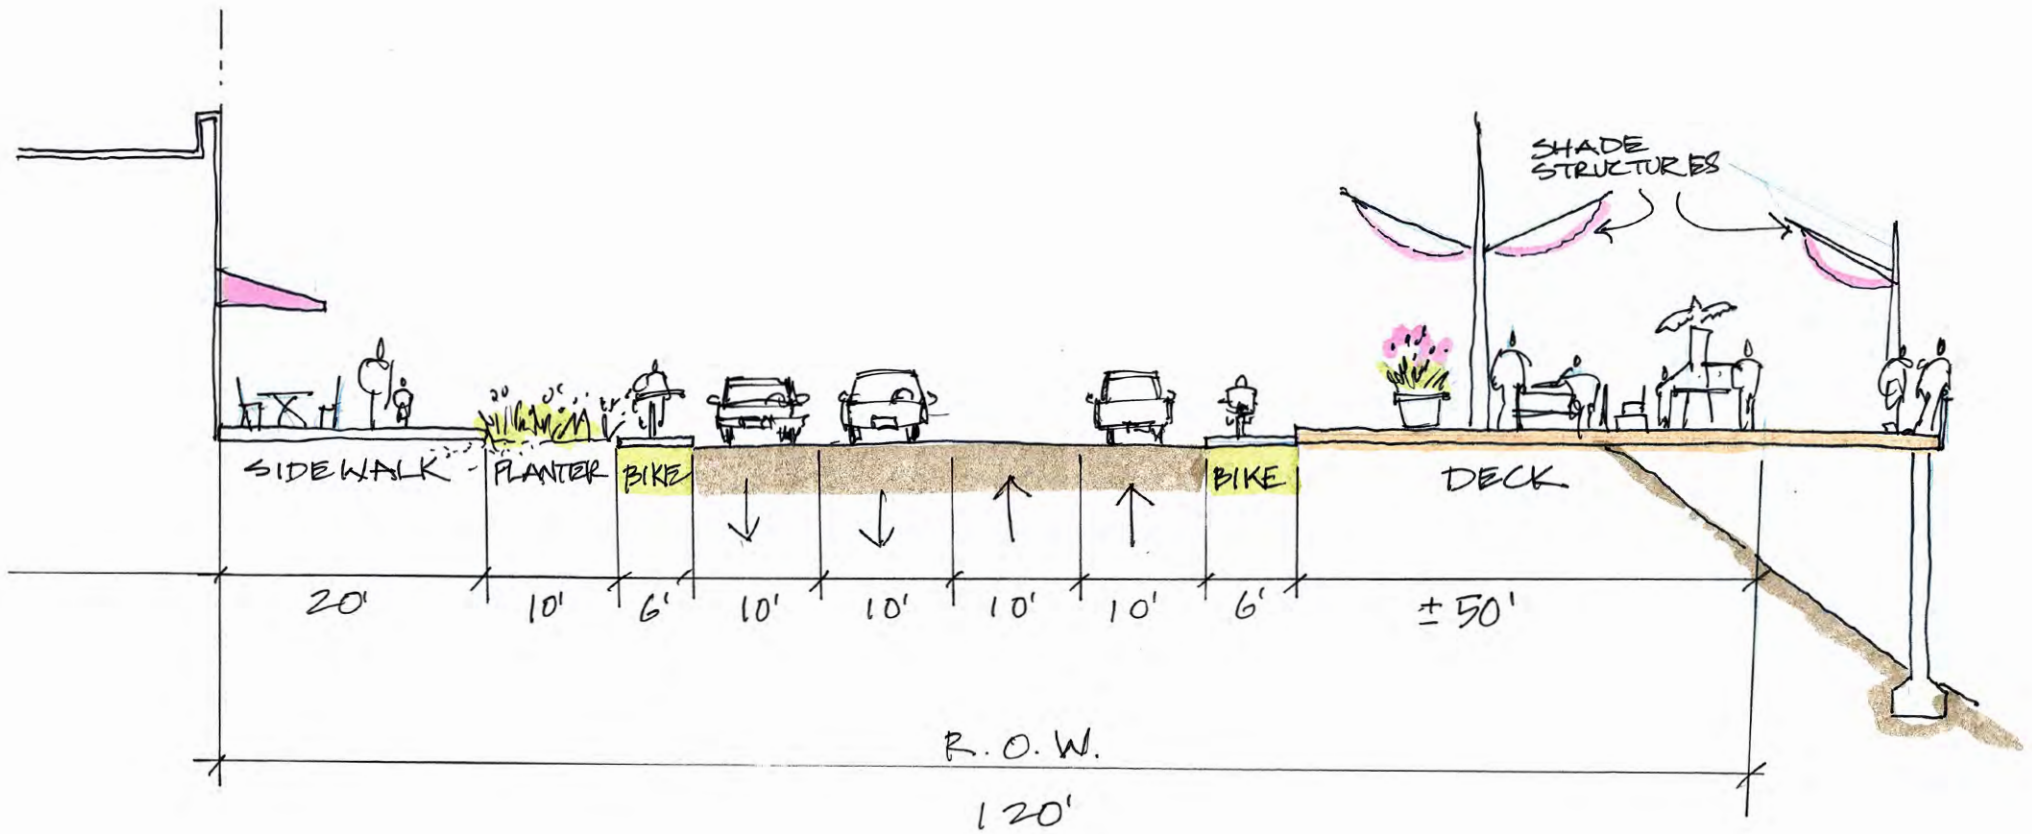 SHADE
STRUCTURES
SIDEWALK
PLANTER
BIKE
BIKE
DECK
20'
10'
6'
10'
10'
10'
10'
6'
± 50'
R.O.W.
120'